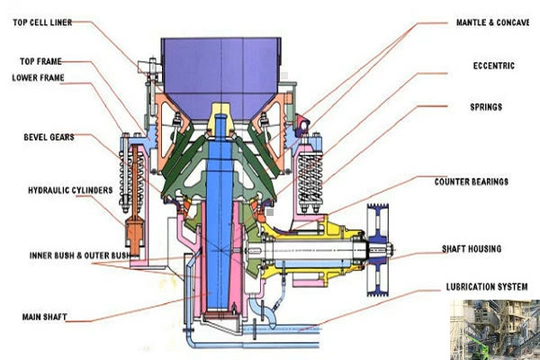 TOP CELL LINER
TOP FRAME
LOWER FRAME
BEVEL GEARS
HYDRAULIC CYLINDERS
INNER BUSH & OUTER BUSH
MAIN SHAFT
MANTLE & CONCAVE
ECCENTRIC
SPRINGS
COUNTER BEARINGS
SHAFT HOUSING
LUBRICATION SYSTEM